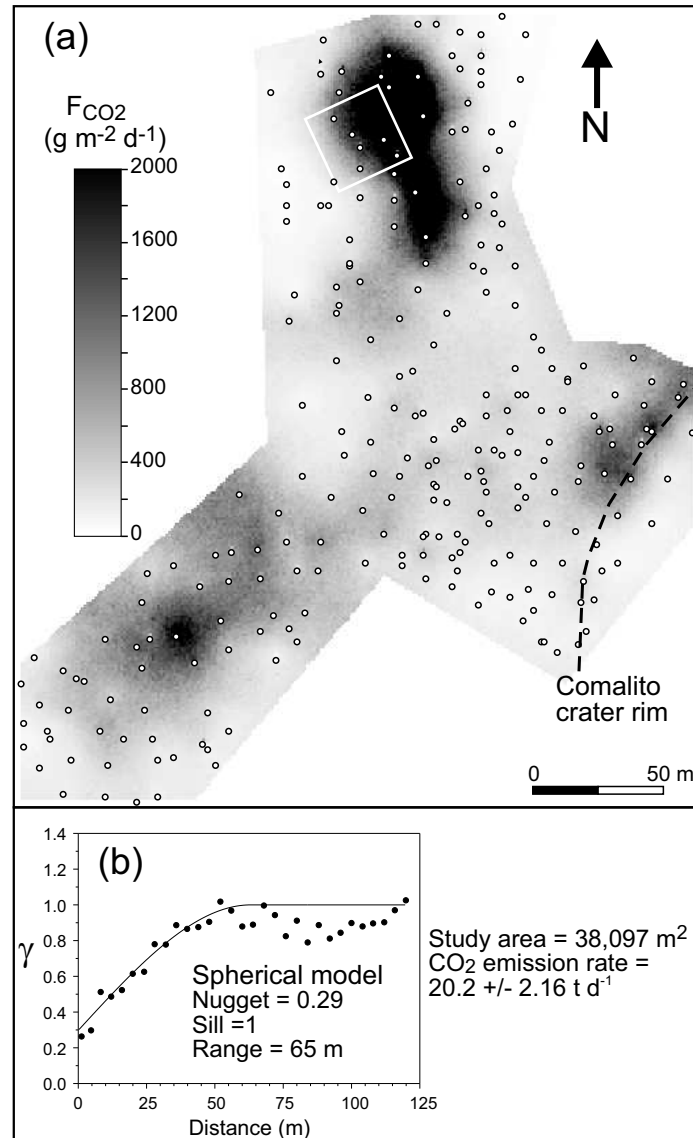 (a)
N
FCO2
(g m-2 d-1)
2000
1600
1200
800
400
0
Comalito
crater rim
0 50 m
(b)
1.4
1.2
1.0
0.8
0.6
0.4
0.2
0.0
γ
Spherical model
Nugget = 0.29
Sill =1
Range = 65 m
0 25 50 75 100 125
Distance (m)
Study area = 38,097 m2
CO2 emission rate =
20.2 +/- 2.16 t d-1